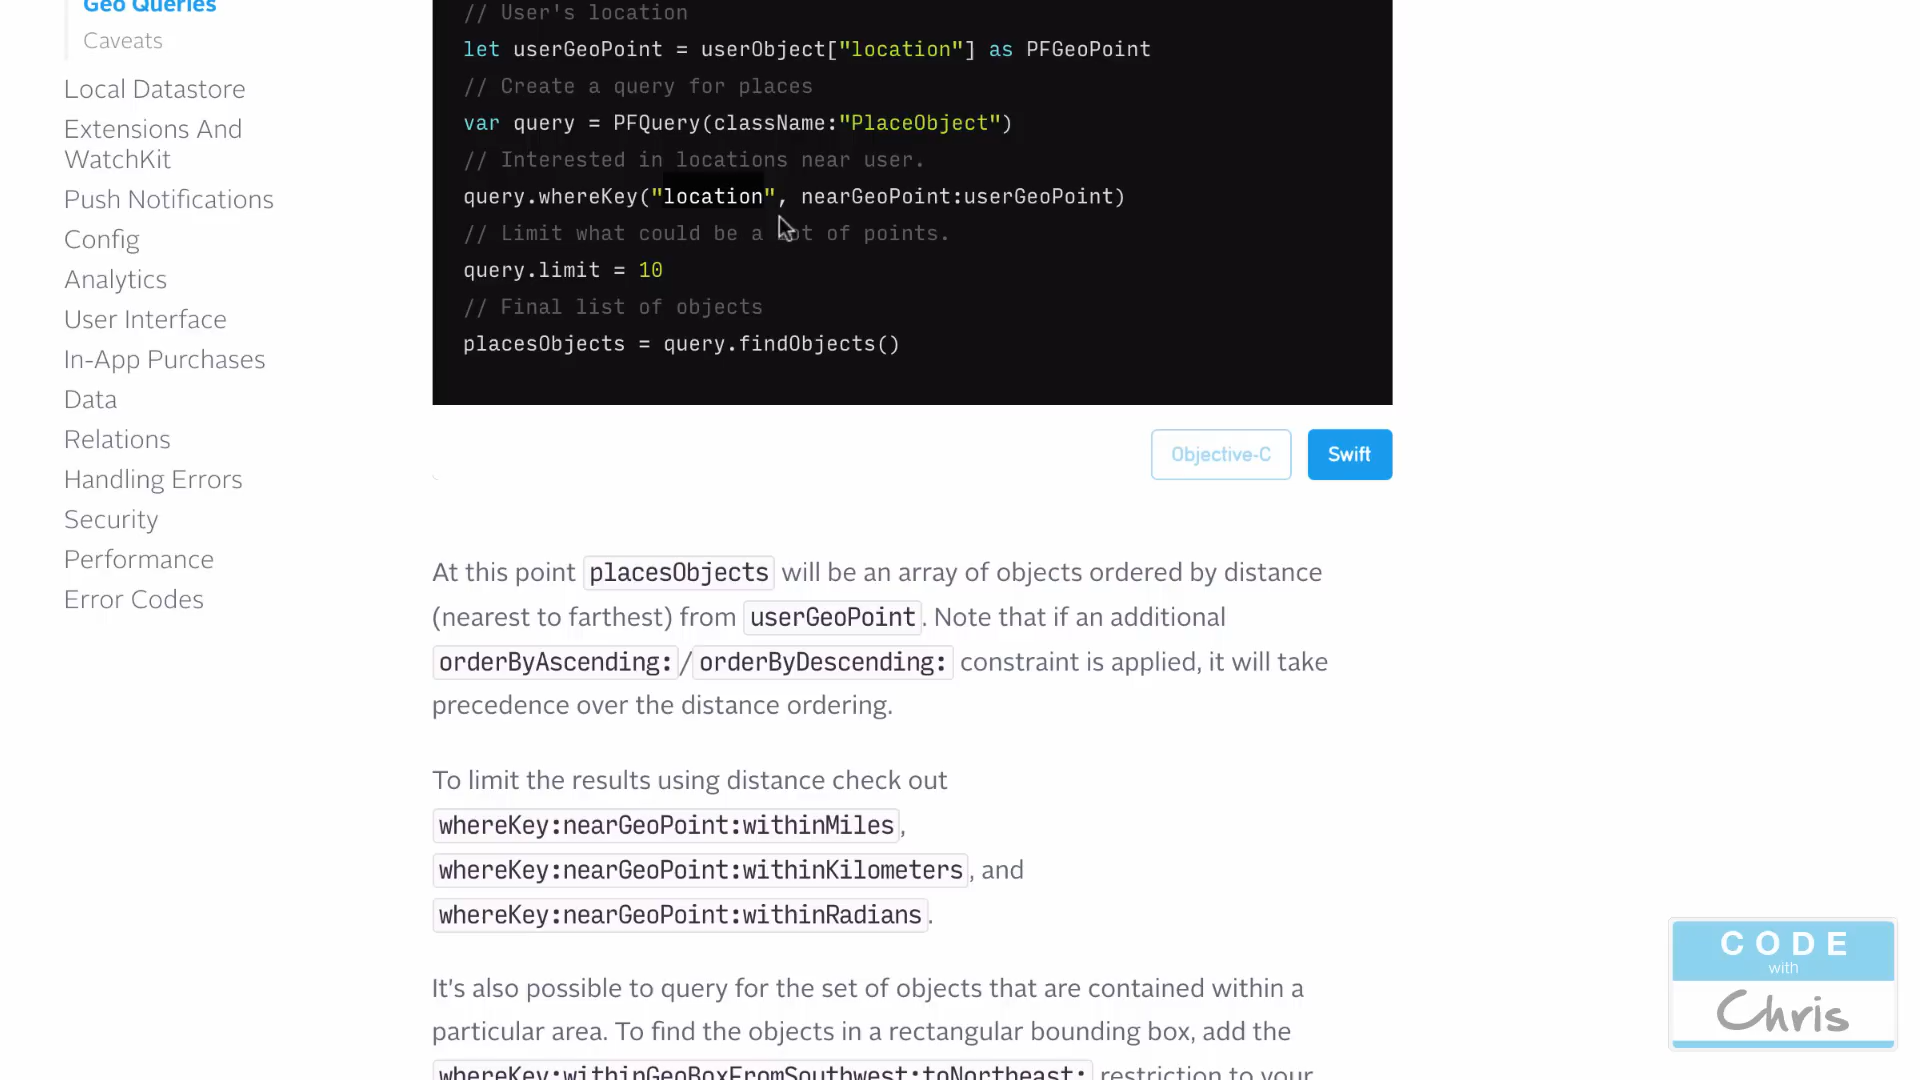 Geo Queries
Caveats
Local Datastore
Extensions And
WatchKit
Push Notifications
Config
Analytics
User Interface
In-App Purchases
Data
Relations
Handling Errors
Security
Performance
Error Codes
// User's location
let userGeoPoint = userObject["location"] as PFGeoPoint
// Create a query for places
var query = PFQuery(className:"PlaceObject")
// Interested in locations near user.
query.whereKey("location", nearGeoPoint:userGeoPoint)
// Limit what could be a lot of points.
query.limit = 10
// Final list of objects
placesObjects = query.findObjects()
Objective-C
Swift
At this point placesObjects will be an array of objects ordered by distance
(nearest to farthest) from userGeoPoint. Note that if an additional
orderByAscending:/orderByDescending: constraint is applied, it will take
precedence over the distance ordering.
To limit the results using distance check out
whereKey:nearGeoPoint:withinMiles,
whereKey:nearGeoPoint:withinKilometers, and
whereKey:nearGeoPoint:withinRadians.
It's also possible to query for the set of objects that are contained within a
particular area. To find the objects in a rectangular bounding box, add the
whereKey:withinGeoBoxFromSouthwest:toNortheast: restriction to your
CODE
with
Chris